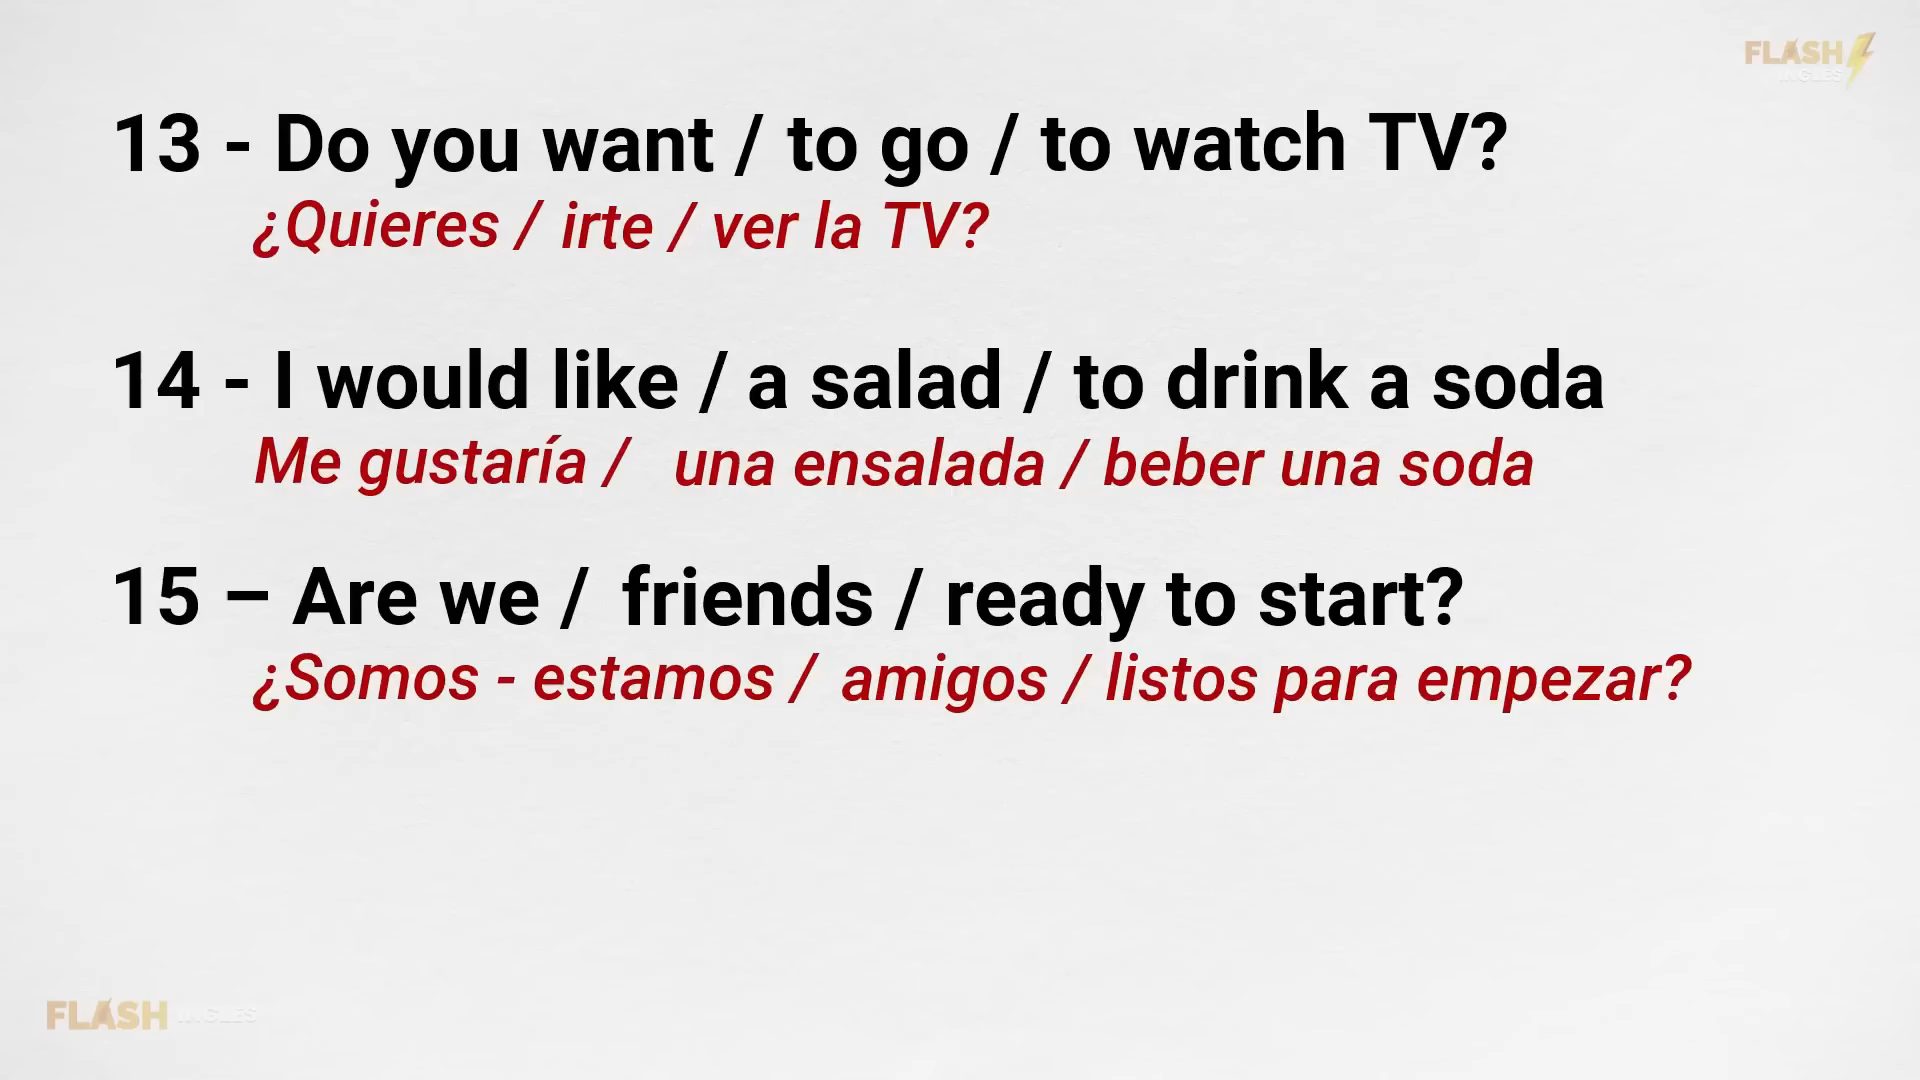 FLASH
INGLES
13 - Do you want / to go / to watch TV?
¿Quieres / irte / ver la TV?
14 - I would like / a salad / to drink a soda
Me gustaría / una ensalada / beber una soda
15 – Are we / friends / ready to start?
¿Somos - estamos / amigos / listos para empezar?
FLASH INGLES